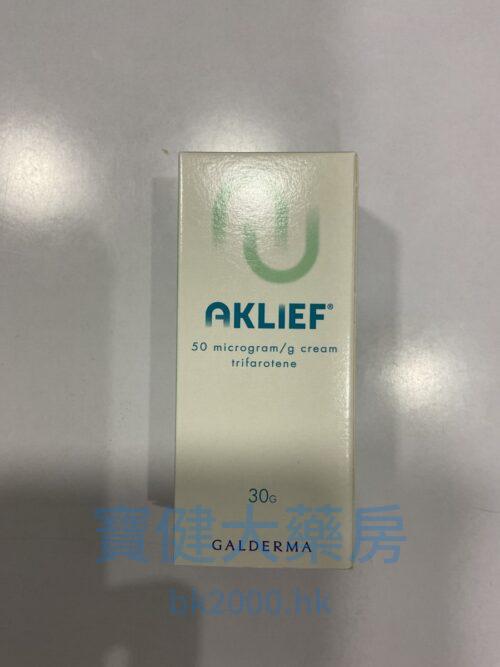 AKLIEF®
50 microgram/g cream
trifarotene
30G
寶健大藥房
GALDERMA
bk2000.hk